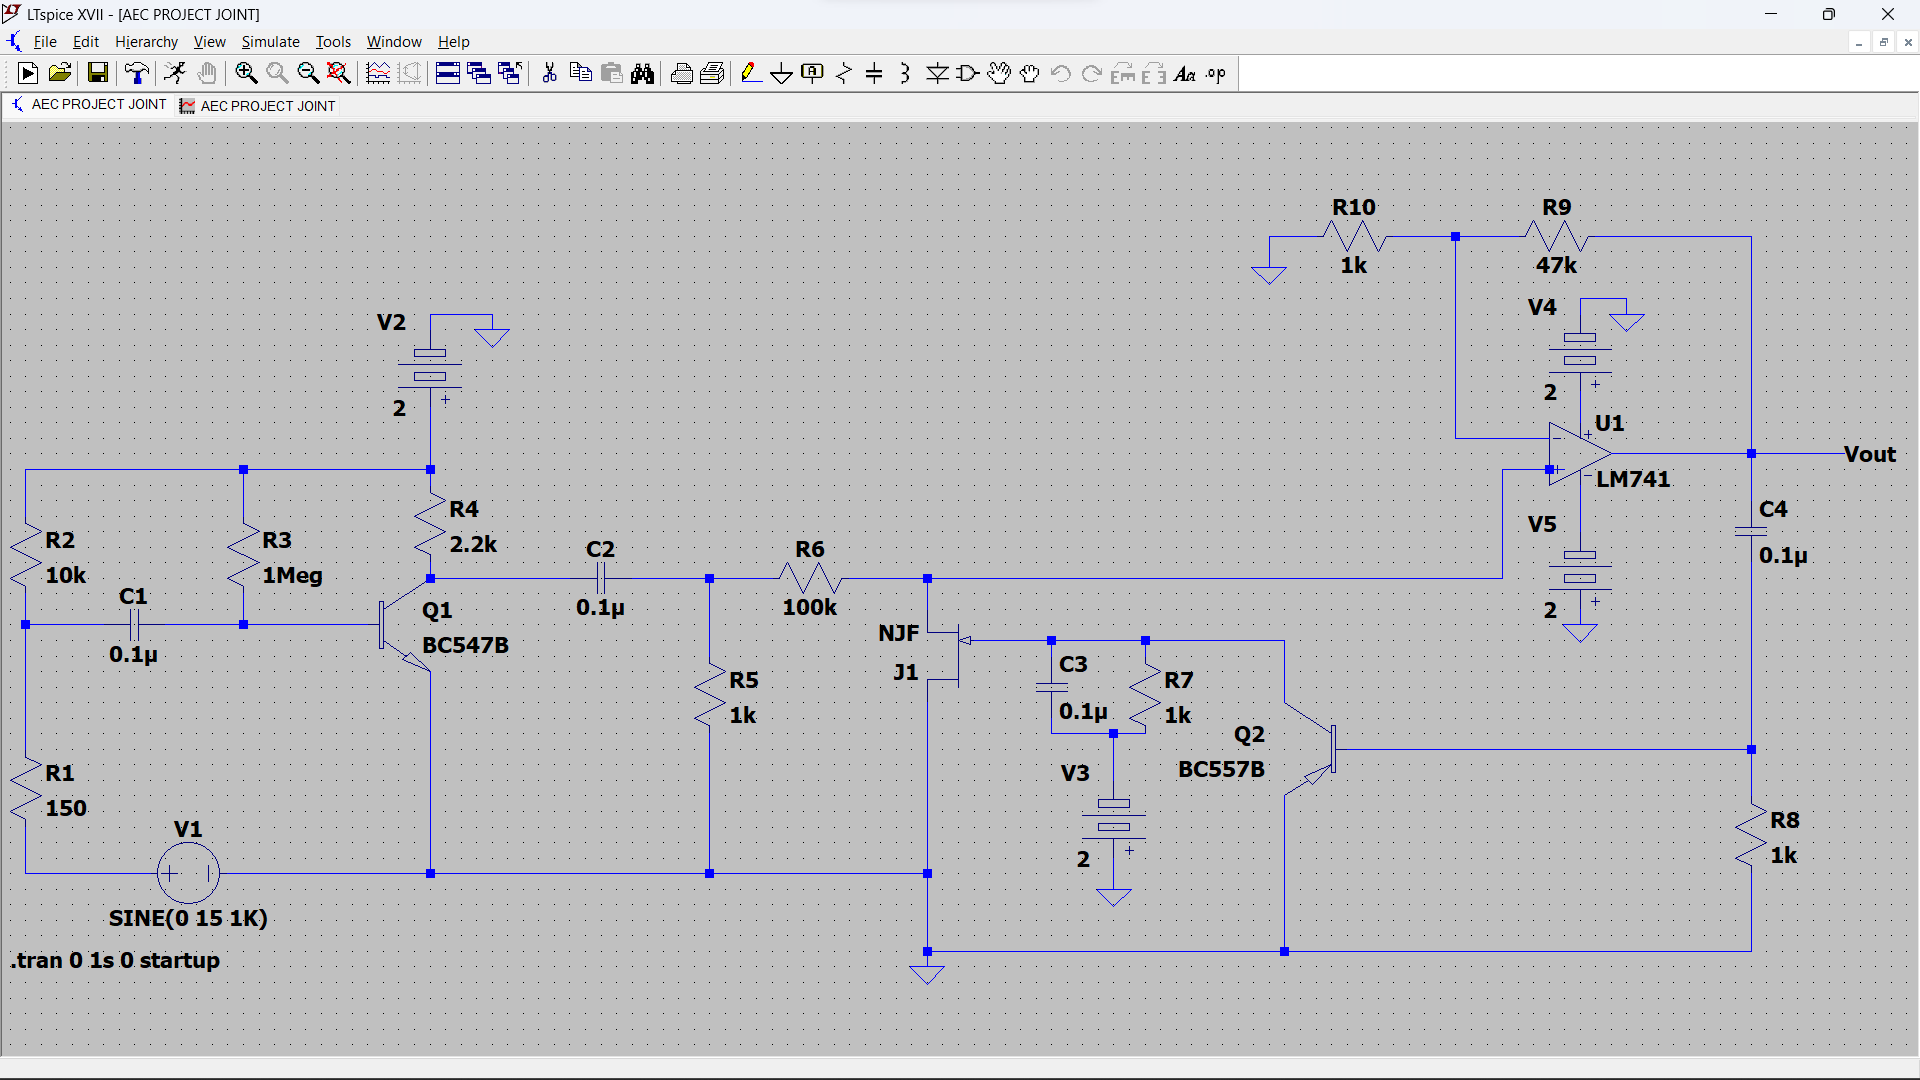 LTspice XVII - [AEC PROJECT JOINT]
File Edit Hierarchy View Simulate Tools Window Help
Aa .op
AEC PROJECT JOINT AEC PROJECT JOINT
R10
1k
R9
47k
V4
2
V2
2
U1
LM741
Vout
R4
2.2k
R2
10k
R3
1Meg
C1
0.1µ
Q1
BC547B
C2
0.1µ
R6
100k
V5
2
C4
0.1µ
NJF
J1
C3
0.1µ
R7
1k
R5
1k
Q2
BC557B
V3
2
R1
150
V1
SINE(0 15 1K)
R8
1k
.tran 0 1s 0 startup